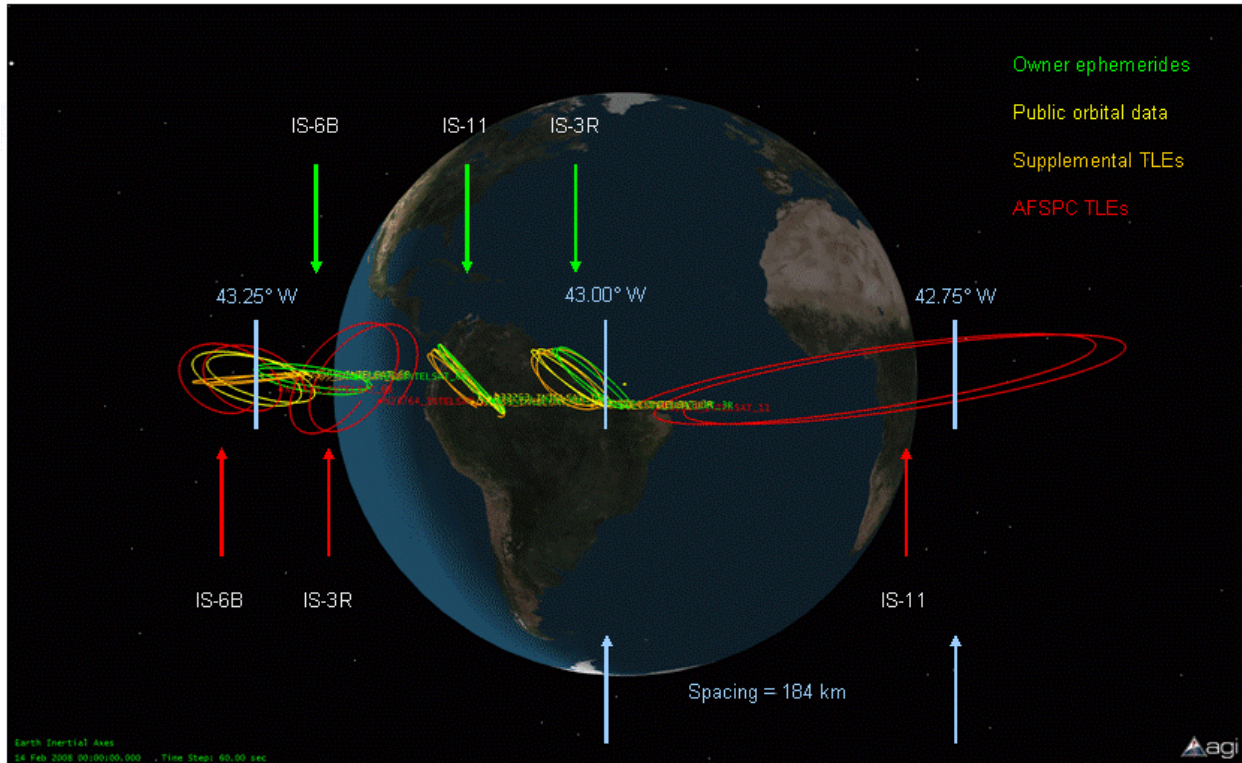 Owner ephemerides
Public orbital data
Supplemental TLEs
AFSPC TLEs
IS-6B
IS-11
IS-3R
43.25° W
43.00° W
42.75° W
IS-6B
IS-3R
IS-11
Spacing = 184 km
Earth Inertial Axes
14 Feb 2008 00:00:00.000 , Time Step: 60.00 sec
agi